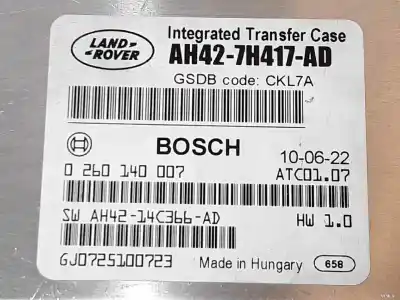 LAND-
ROVER
Integrated Transfer Case
AH42-7H417-AD
GSDB code: CKL7A
BOSCH
10-06-22
0 260 140 007
ATC01.07
SW AH42-14C366-AD
HW 1.0
GJ0725100723
Made in Hungary
658